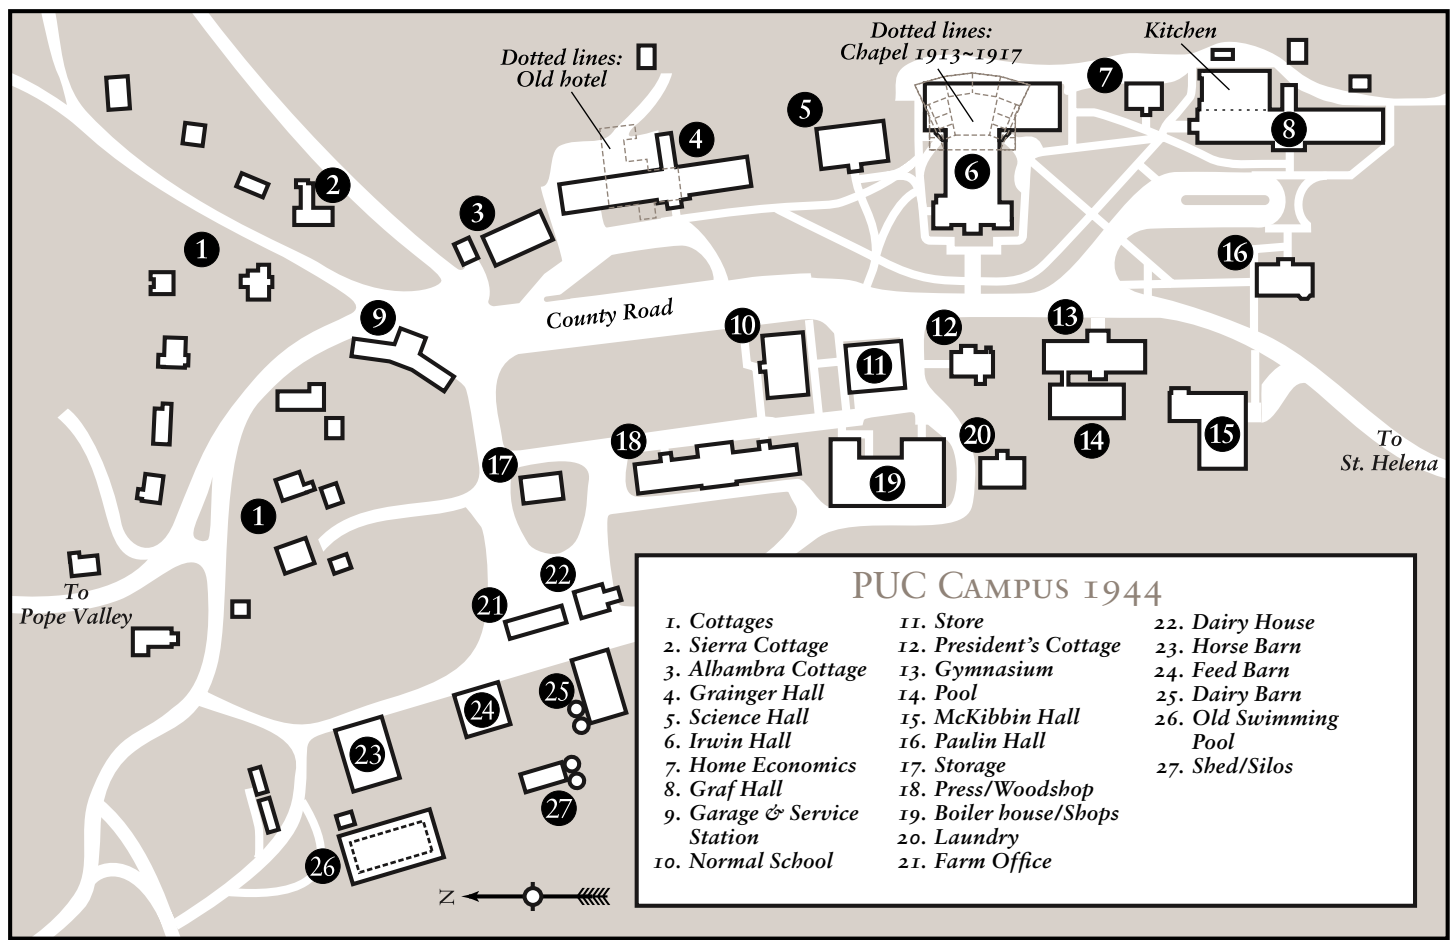 Dotted lines:
Old hotel
Dotted lines:
Chapel 1913~1917
Kitchen
7
5
4
8
6
2
3
1
16
9
County Road
10
12
13
11
18
17
20
14
15
19
To
St. Helena
1
22
21
To
Pope Valley
25
24
23
27
26
N
PUC Campus 1944
1. Cottages
2. Sierra Cottage
3. Alhambra Cottage
4. Grainger Hall
5. Science Hall
6. Irwin Hall
7. Home Economics
8. Graf Hall
9. Garage & Service
Station
10. Normal School
11. Store
12. President's Cottage
13. Gymnasium
14. Pool
15. McKibbin Hall
16. Paulin Hall
17. Storage
18. Press/Woodshop
19. Boiler house/Shops
20. Laundry
21. Farm Office
22. Dairy House
23. Horse Barn
24. Feed Barn
25. Dairy Barn
26. Old Swimming
Pool
27. Shed/Silos